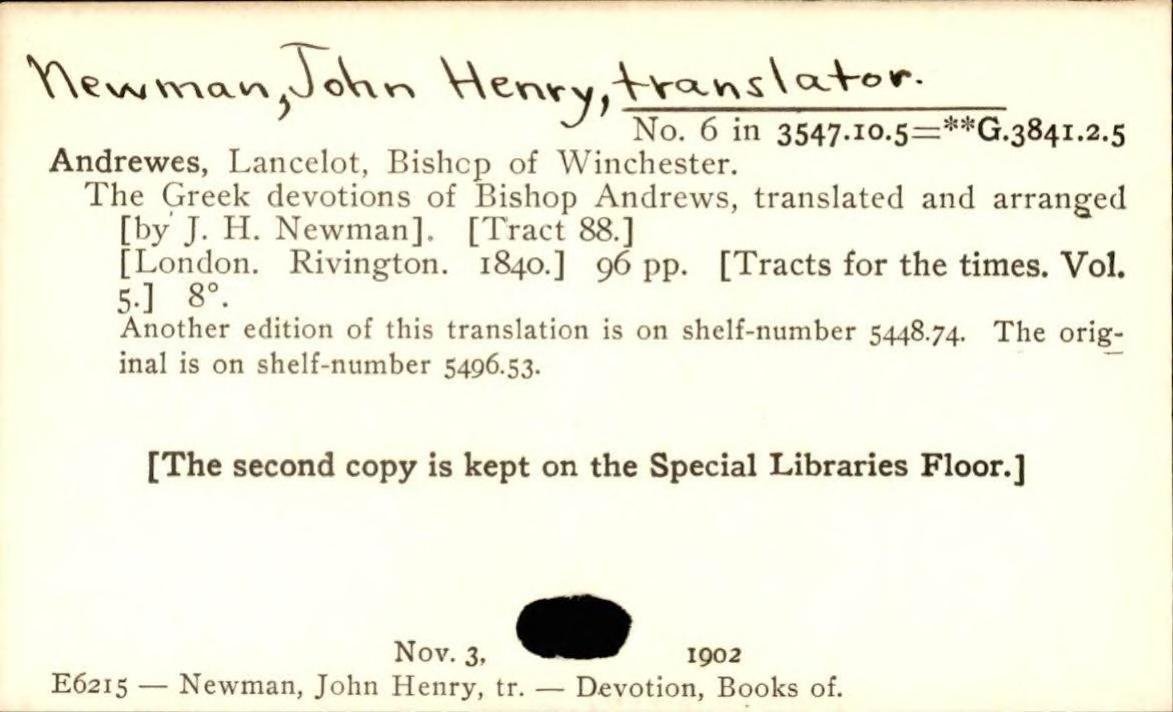 Newman, John Henry, translator.
No. 6 in 3547.10.5=**G.3841.2.5
Andrewes, Lancelot, Bishop of Winchester.
The Greek devotions of Bishop Andrews, translated and arranged
[by J. H. Newman]. [Tract 88.]
[London. Rivington. 1840.] 96 pp. [Tracts for the times. Vol.
5.] 8°.
Another edition of this translation is on shelf-number 5448.74. The orig-
inal is on shelf-number 5496.53.
[The second copy is kept on the Special Libraries Floor.]
Nov. 3, 1902
E6215 — Newman, John Henry, tr. — Devotion, Books of.